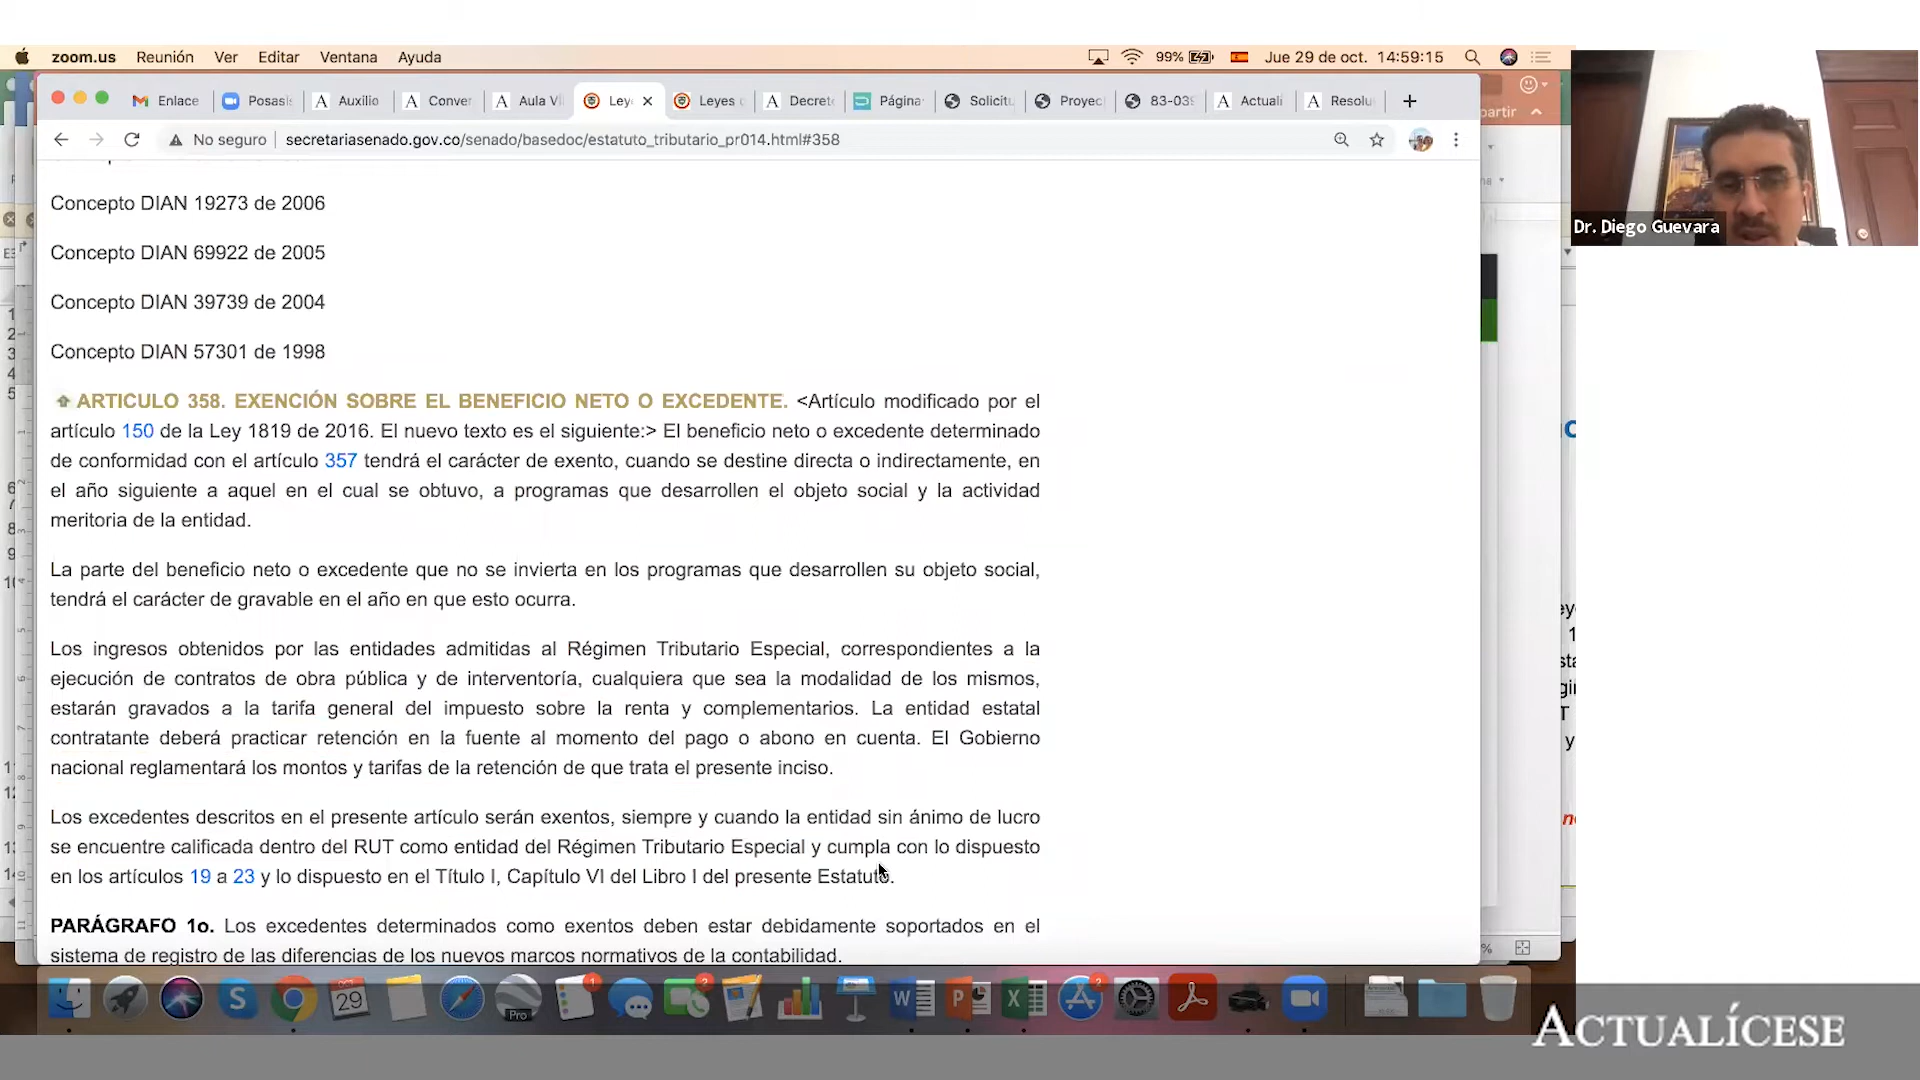 zoom.us Reunión Ver Editar Ventana Ayuda 99% Jue 29 de oct. 14:59:15
Enlace Posasi Auxilio Conver Aula Vi Ley Leyes Decret Página Solicitu Proyec 83-039 Actuali Resolu
No seguro secretariasenado.gov.co/senado/basedoc/estatuto_tributario_pr014.html#358
Concepto DIAN 19273 de 2006
Concepto DIAN 69922 de 2005
Concepto DIAN 39739 de 2004
Concepto DIAN 57301 de 1998
ARTICULO 358. EXENCIÓN SOBRE EL BENEFICIO NETO O EXCEDENTE. <Artículo modificado por el
artículo 150 de la Ley 1819 de 2016. El nuevo texto es el siguiente:> El beneficio neto o excedente determinado
de conformidad con el artículo 357 tendrá el carácter de exento, cuando se destine directa o indirectamente, en
el año siguiente a aquel en el cual se obtuvo, a programas que desarrollen el objeto social y la actividad
meritoria de la entidad.
La parte del beneficio neto o excedente que no se invierta en los programas que desarrollen su objeto social,
tendrá el carácter de gravable en el año en que esto ocurra.
Los ingresos obtenidos por las entidades admitidas al Régimen Tributario Especial, correspondientes a la
ejecución de contratos de obra pública y de interventoría, cualquiera que sea la modalidad de los mismos,
estarán gravados a la tarifa general del impuesto sobre la renta y complementarios. La entidad estatal
contratante deberá practicar retención en la fuente al momento del pago o abono en cuenta. El Gobierno
nacional reglamentará los montos y tarifas de la retención de que trata el presente inciso.
Los excedentes descritos en el presente artículo serán exentos, siempre y cuando la entidad sin ánimo de lucro
se encuentre calificada dentro del RUT como entidad del Régimen Tributario Especial y cumpla con lo dispuesto
en los artículos 19 a 23 y lo dispuesto en el Título I, Capítulo VI del Libro I del presente Estatuto.
PARÁGRAFO 1o. Los excedentes determinados como exentos deben estar debidamente soportados en el
sistema de registro de las diferencias de los nuevos marcos normativos de la contabilidad.
Dr. Diego Guevara
OCT 29
Pro
ACTUALÍCESE